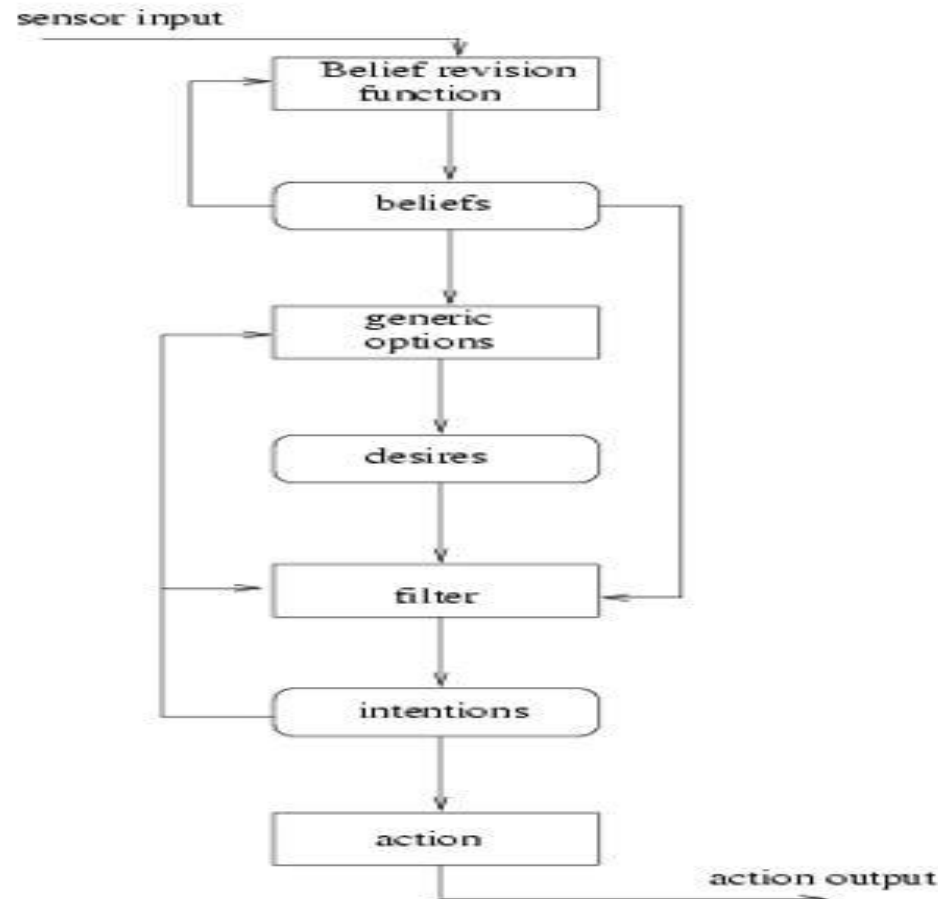 sensor input
Belief revision
function
beliefs
generic
options
desires
filter
intentions
action
action output